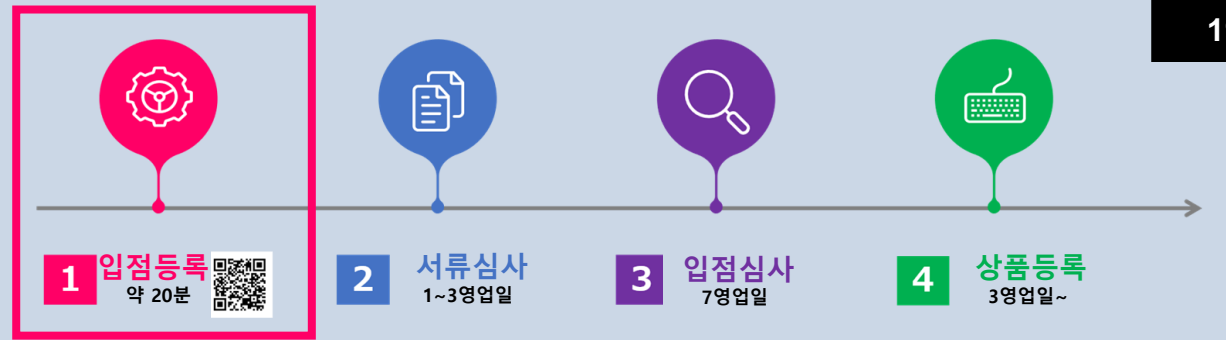 1
1 입점등록
약 20분
2 서류심사
1~3영업일
3 입점심사
7영업일
4 상품등록
3영업일~